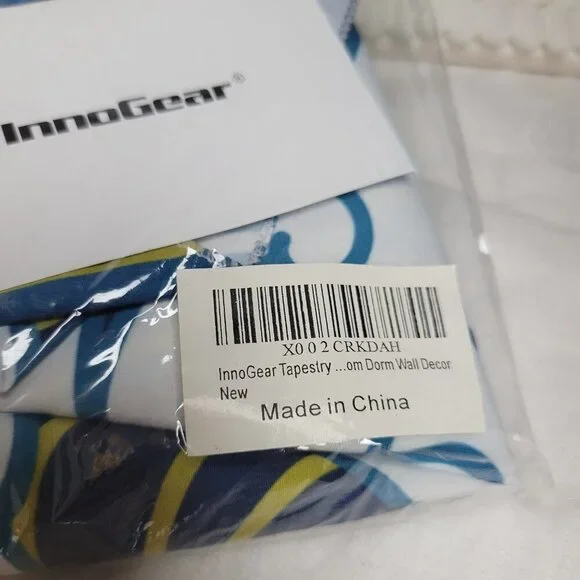 InnoGear®
X002CRKDAH
InnoGear Tapestry ...om Dorm Wall Decor
New
Made in China